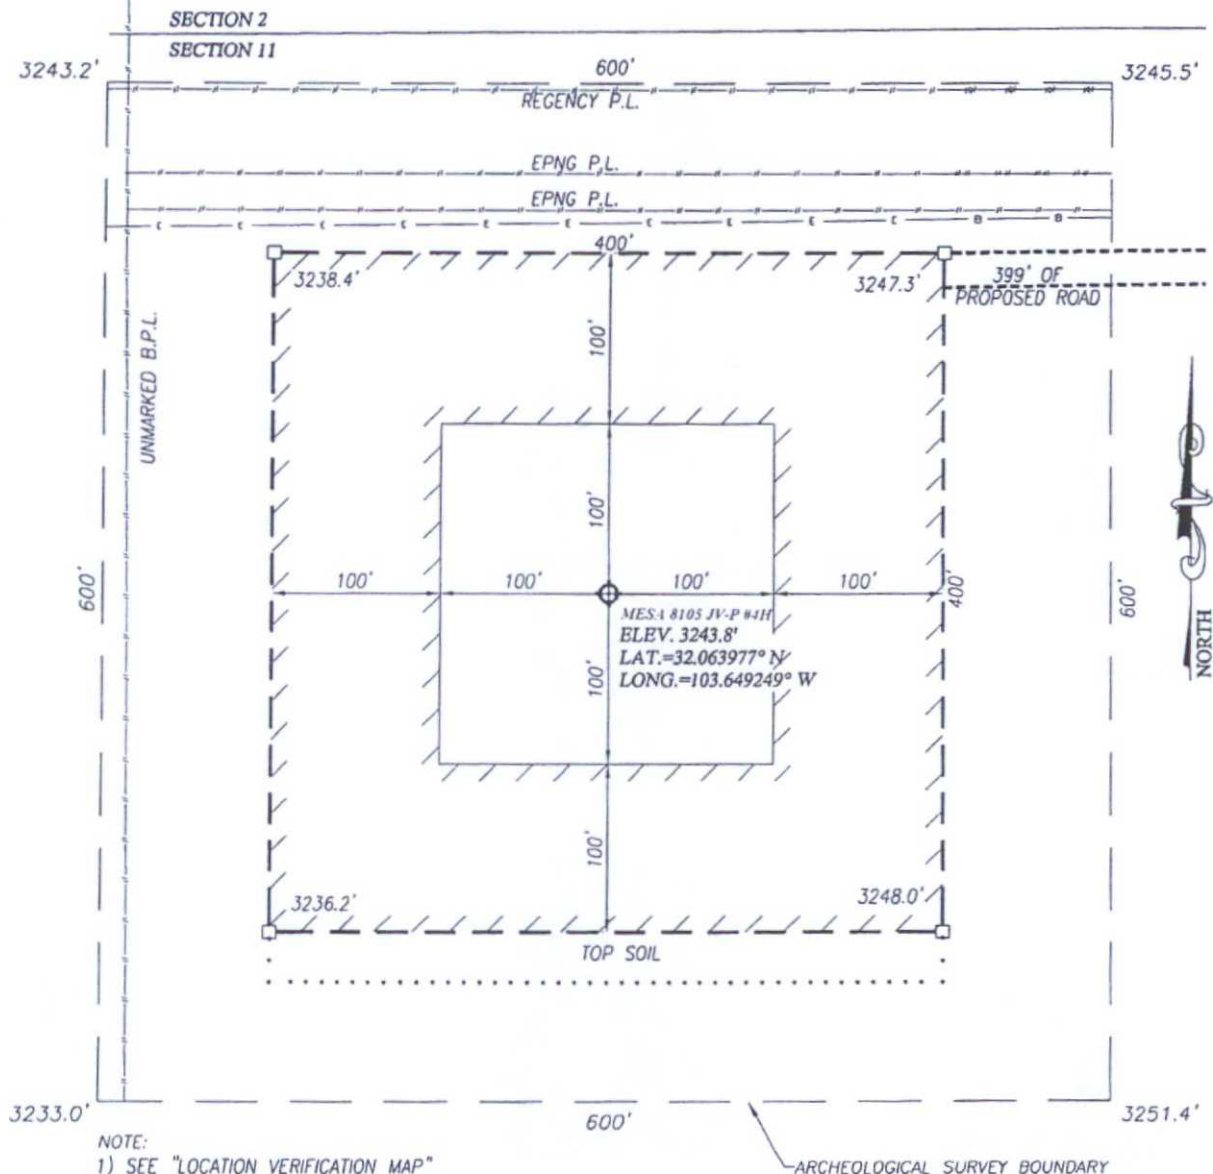 SECTION 2
SECTION 11
3243.2'
600'
3245.5'
REGENCY P.L.
EPNG P.L.
EPNG P.L.
E E E E E E E E E E B B
400'
3238.4'
3247.3'
399' OF
PROPOSED ROAD
UNMARKED B.P.L.
100'
100'
100'
100'
100'
100'
400'
600'
600'
NORTH
MESA 8105 JV-P #4H
ELEV. 3243.8'
LAT.=32.063977° N
LONG.=103.649249° W
100'
100'
3236.2'
3248.0'
TOP SOIL
3233.0'
600'
3251.4'
NOTE:
1) SEE "LOCATION VERIFICATION MAP"
ARCHEOLOGICAL SURVEY BOUNDARY